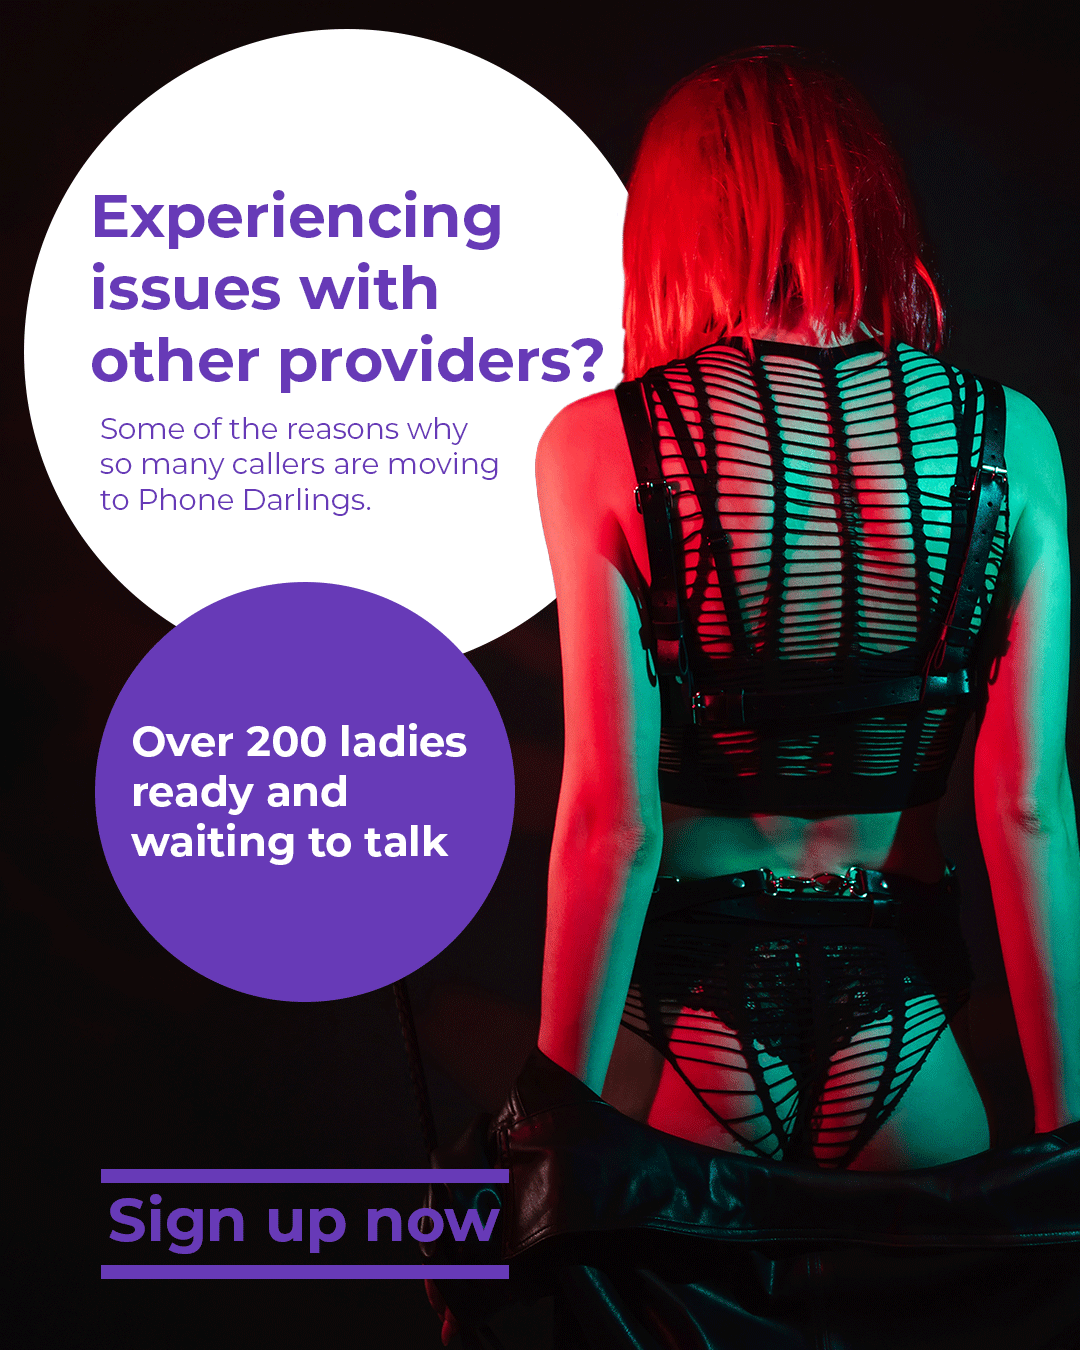 Experiencing
issues with
other providers?
Some of the reasons why
so many callers are moving
to Phone Darlings.
Over 200 ladies
ready and
waiting to talk
Sign up now